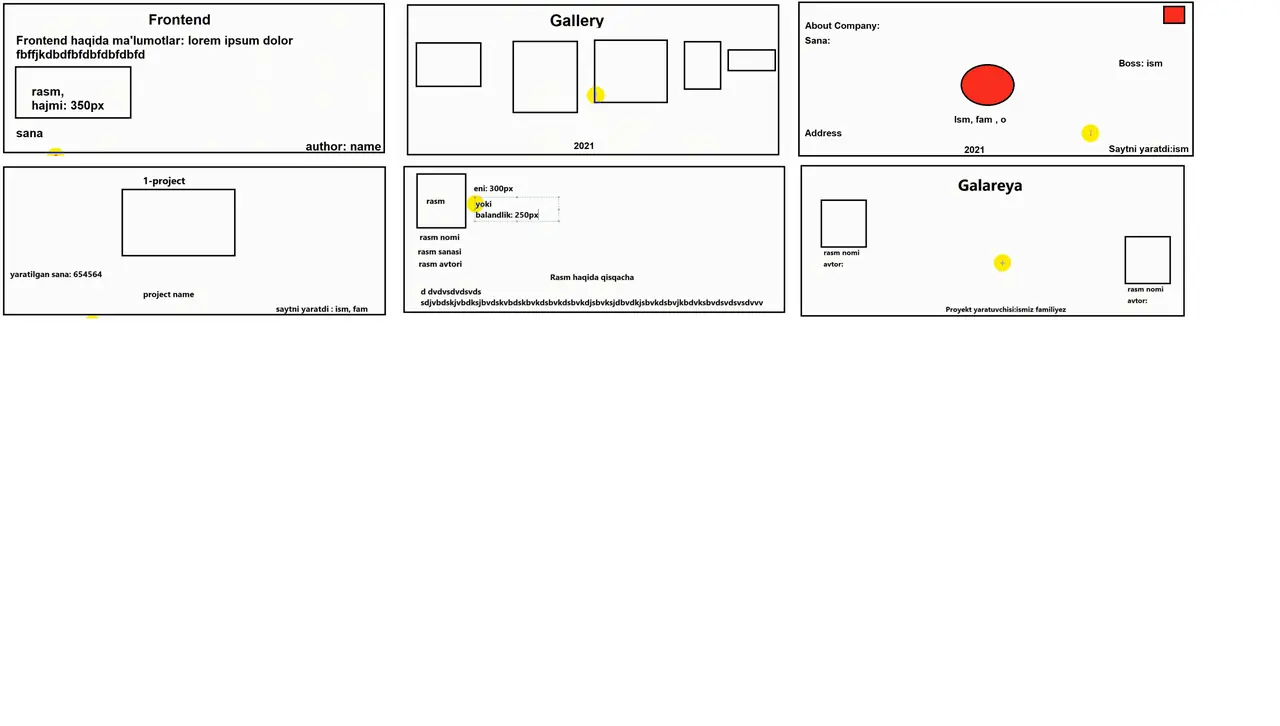 Frontend
Frontend haqida ma'lumotlar: lorem ipsum dolor
fbffjkdbdfbfdbfdbfdbfd
rasm,
hajmi: 350px
sana
author: name
Gallery
2021
About Company:
Sana:
Boss: ism
Ism, fam , o
Address
2021
Saytni yaratdi:ism
1-project
yaratilgan sana: 654564
project name
saytni yaratdi : ism, fam
rasm
eni: 300px
yoki
balandlik: 250px
rasm nomi
rasm sanasi
rasm avtori
Rasm haqida qisqacha
d dvdvsdvdsvds
sdjvbdskjvbdksjbvdskvbdskbvkdsbvkdsbvkdjsbvksjdbvdkjsbvkdsbvjkbdvksbvdsvdsvsdvvv
Galareya
rasm nomi
avtor:
rasm nomi
avtor:
Proyekt yaratuvchisi:ismiz familiyez